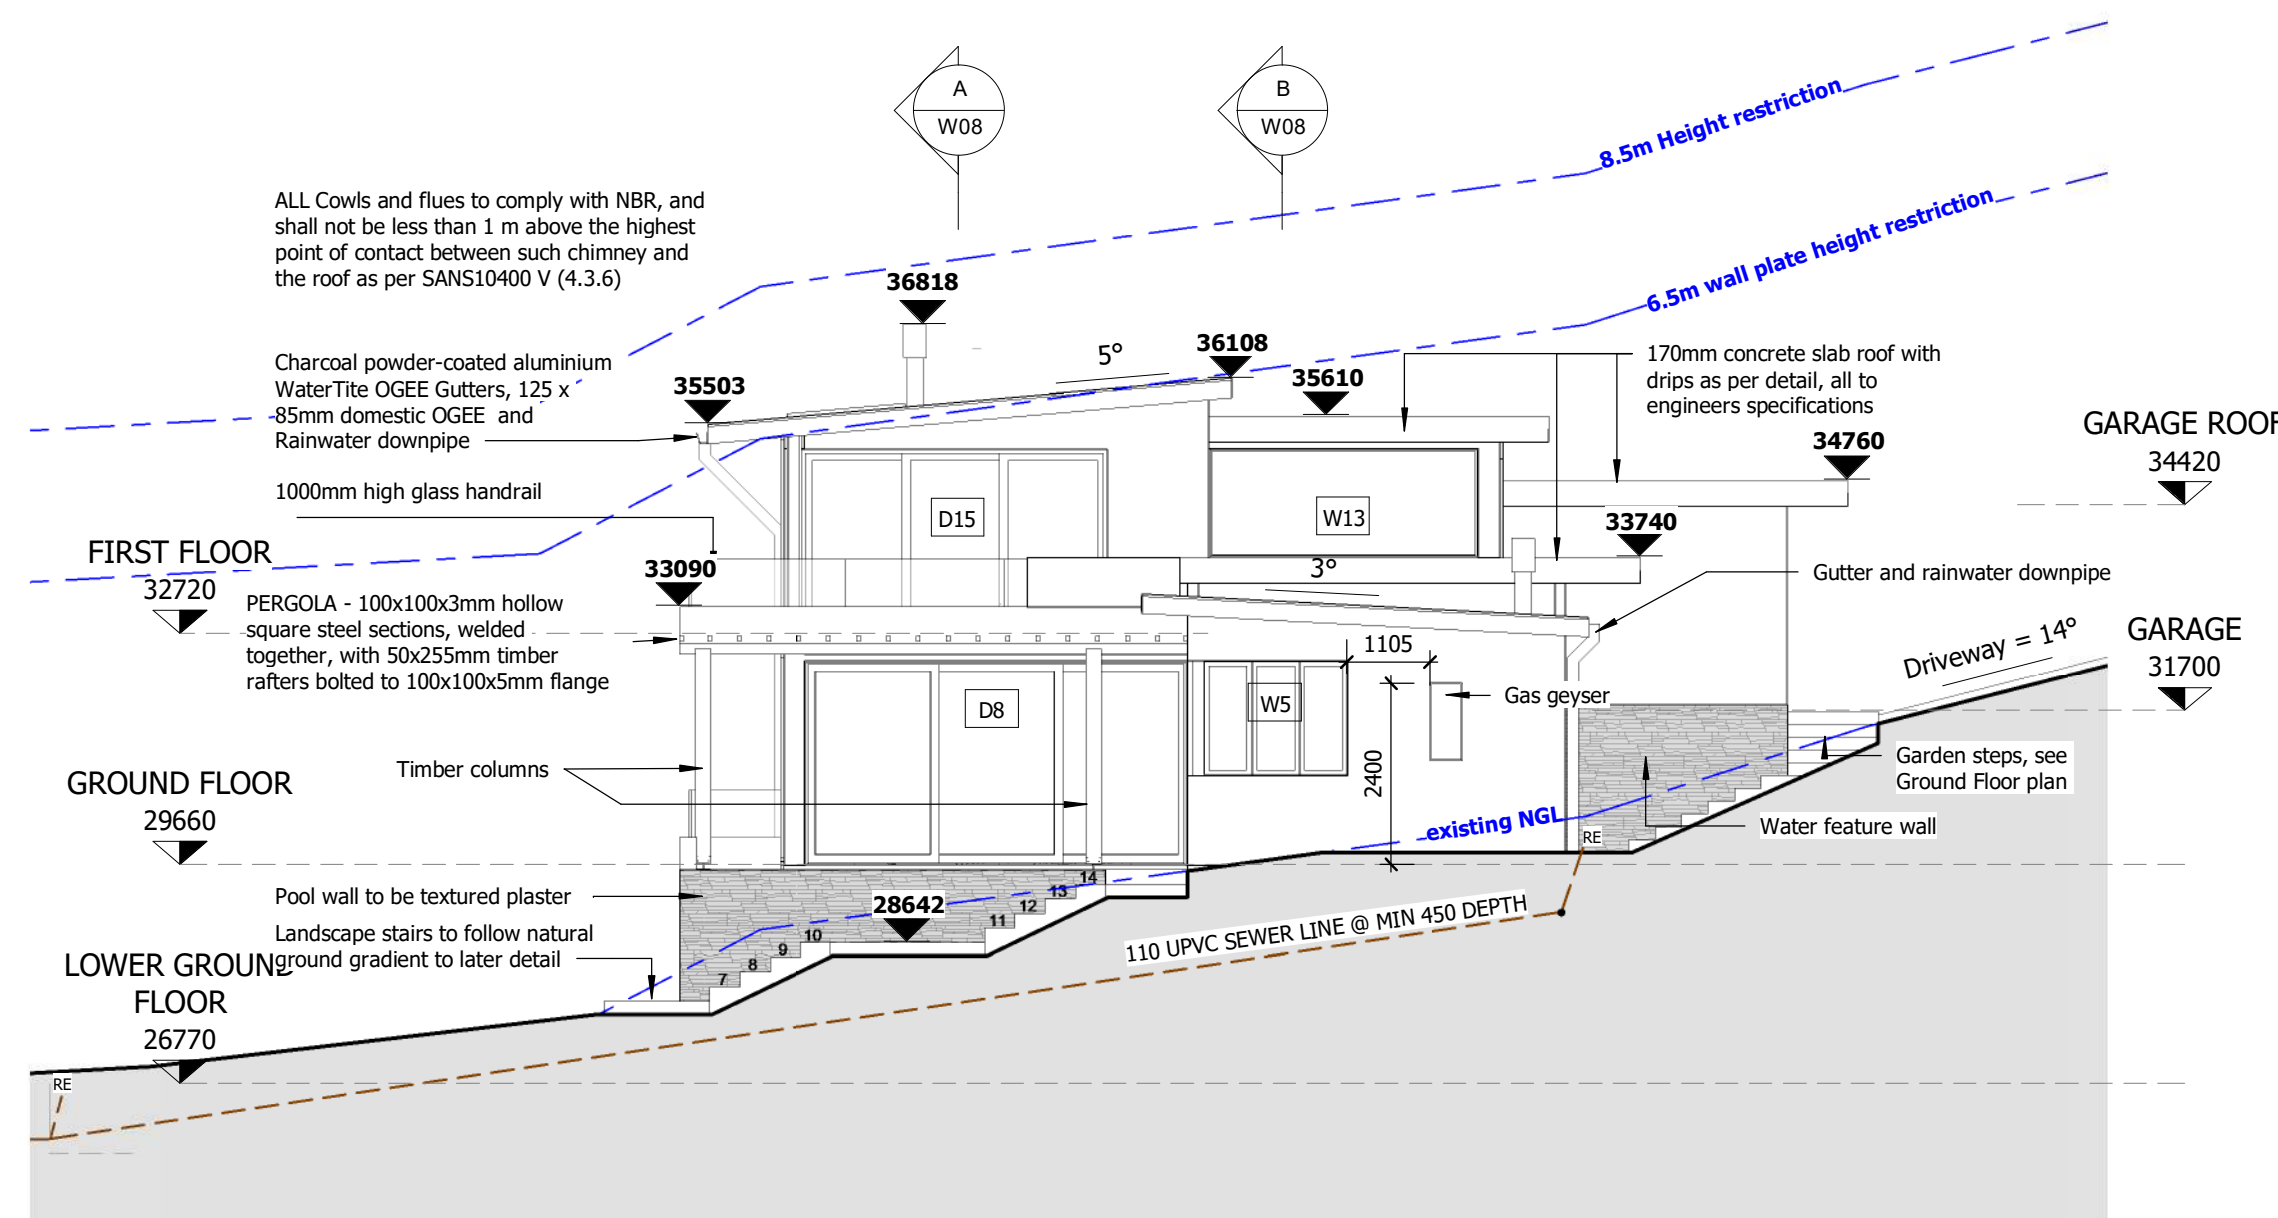 A
W08
B
W08
8.5m Height restriction
6.5m wall plate height restriction
ALL Cowls and flues to comply with NBR, and
shall not be less than 1 m above the highest
point of contact between such chimney and
the roof as per SANS10400 V (4.3.6)
36818
5°
36108
35503
35610
Charcoal powder-coated aluminium
WaterTite OGEE Gutters, 125 x
85mm domestic OGEE and
Rainwater downpipe
170mm concrete slab roof with
drips as per detail, all to
engineers specifications
GARAGE ROOF
34420
34760
1000mm high glass handrail
D15
W13
33740
FIRST FLOOR
32720
33090
3°
Gutter and rainwater downpipe
PERGOLA - 100x100x3mm hollow
square steel sections, welded
together, with 50x255mm timber
rafters bolted to 100x100x5mm flange
1105
Driveway = 14°
GARAGE
31700
D8
W5
Gas geyser
Timber columns
2400
Garden steps, see
Ground Floor plan
GROUND FLOOR
29660
existing NGL
RE
Water feature wall
Pool wall to be textured plaster
28642
14
13
12
11
10
9
8
7
Landscape stairs to follow natural
ground gradient to later detail
110 UPVC SEWER LINE @ MIN 450 DEPTH
LOWER GROUND
FLOOR
26770
RE